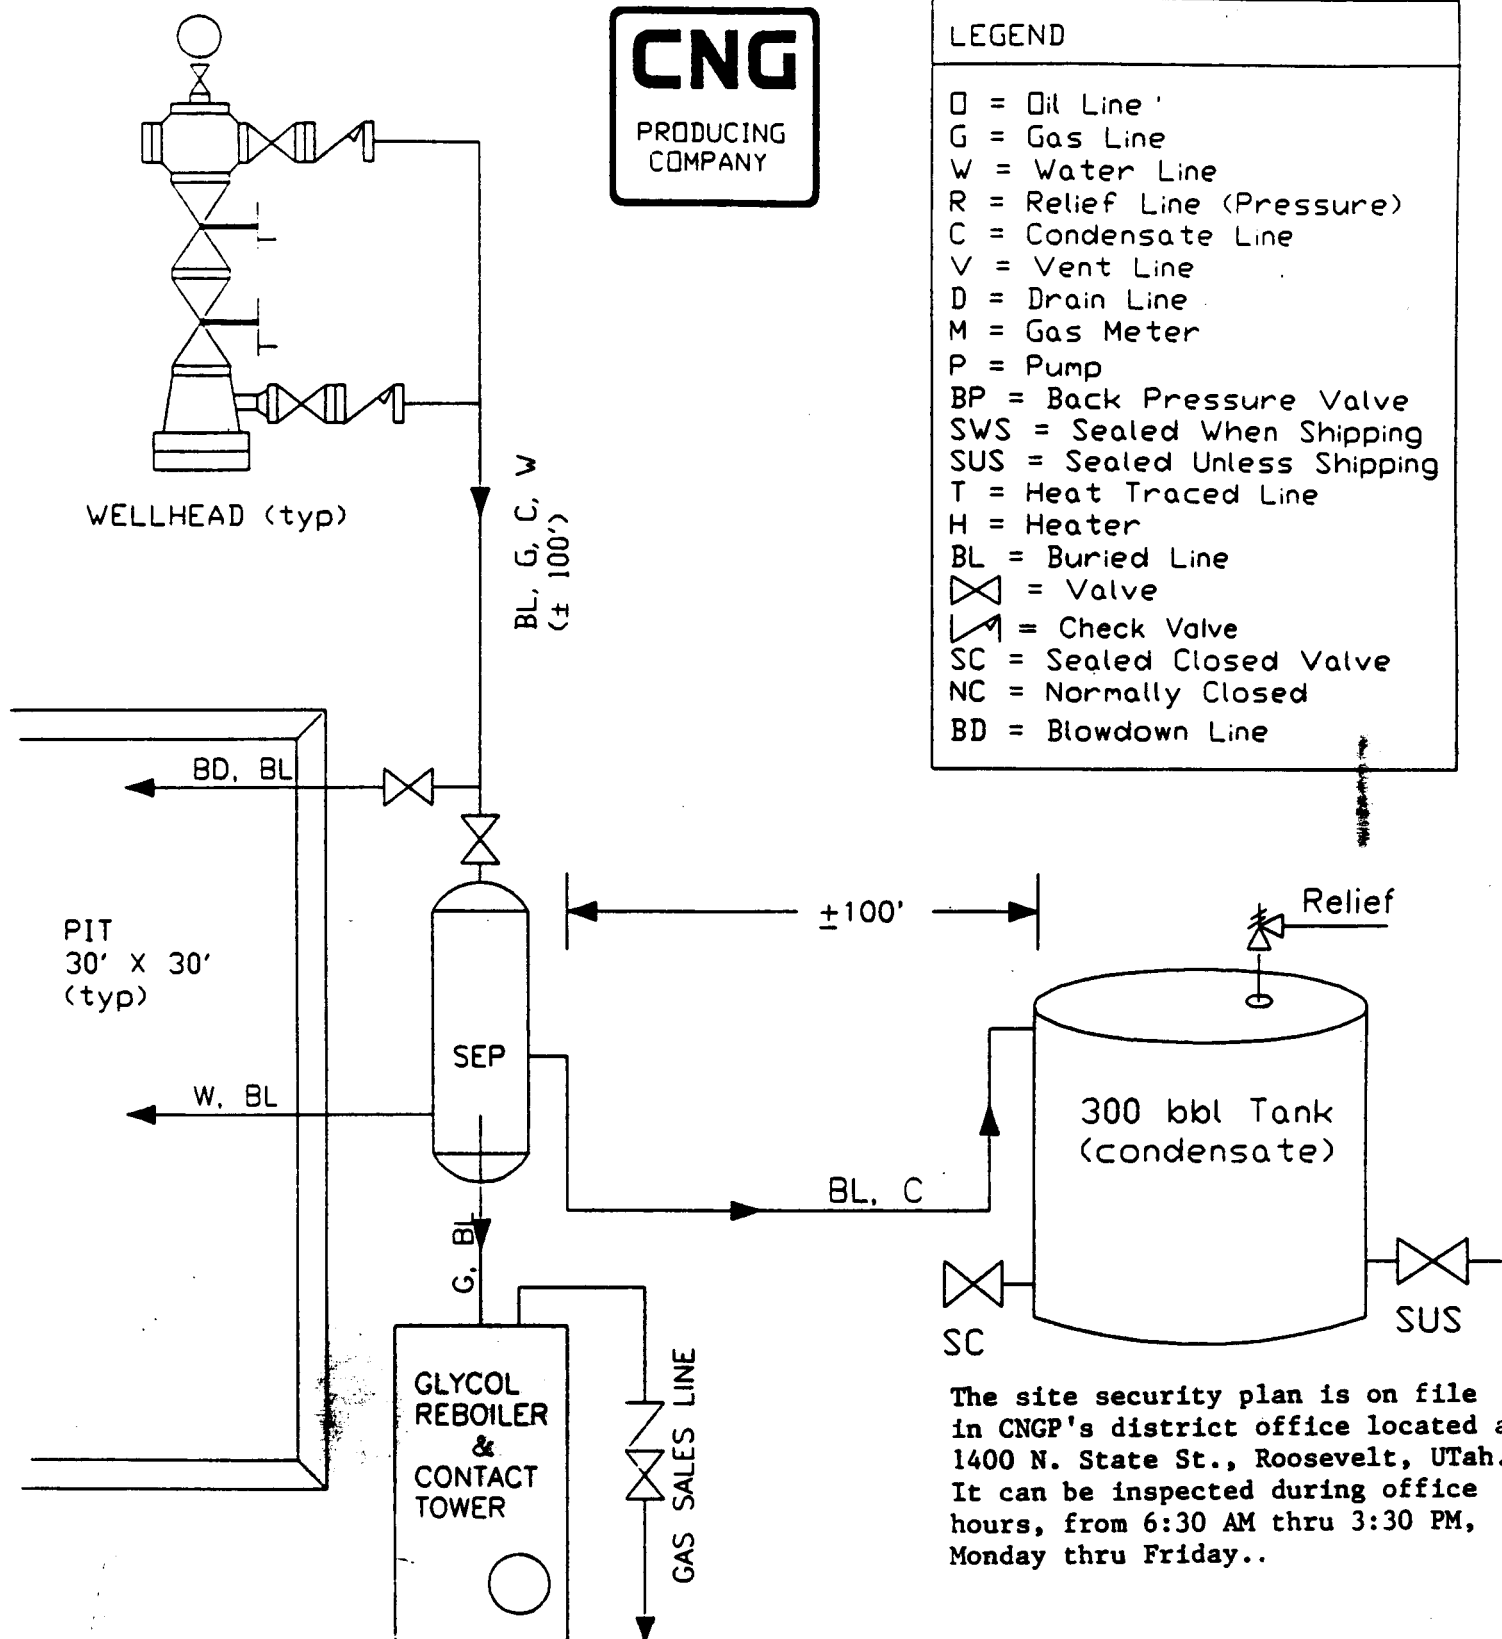 CNG
PRODUCING
COMPANY
LEGEND
O = Oil Line
G = Gas Line
W = Water Line
R = Relief Line (Pressure)
C = Condensate Line
V = Vent Line
D = Drain Line
M = Gas Meter
P = Pump
BP = Back Pressure Valve
SWS = Sealed When Shipping
SUS = Sealed Unless Shipping
T = Heat Traced Line
H = Heater
BL = Buried Line
= Valve
= Check Valve
SC = Sealed Closed Valve
NC = Normally Closed
BD = Blowdown Line
WELLHEAD (typ)
BL, G, C, W
(± 100')
BD, BL
PIT
30' X 30'
(typ)
±100'
Relief
SEP
W, BL
300 bbl Tank
(condensate)
BL, C
G, BL
SC
SUS
GLYCOL
REBOILER
&
CONTACT
TOWER
GAS SALES LINE
The site security plan is on file
in CNGP's district office located a
1400 N. State St., Roosevelt, UTah.
It can be inspected during office
hours, from 6:30 AM thru 3:30 PM,
Monday thru Friday..